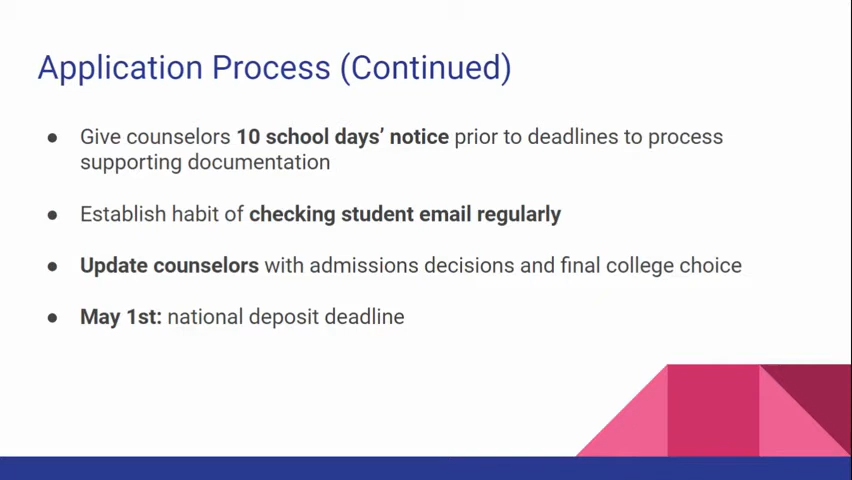 Application Process (Continued)
● Give counselors 10 school days’ notice prior to deadlines to process
supporting documentation
● Establish habit of checking student email regularly
● Update counselors with admissions decisions and final college choice
● May 1st: national deposit deadline